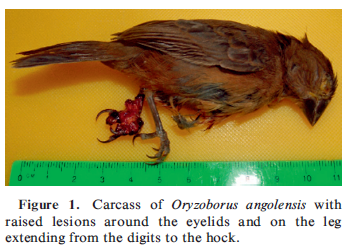 0 1 2 3 4 5 6 7 8 9 10 11
Figure 1. Carcass of Oryzoborus angolensis with
raised lesions around the eyelids and on the leg
extending from the digits to the hock.